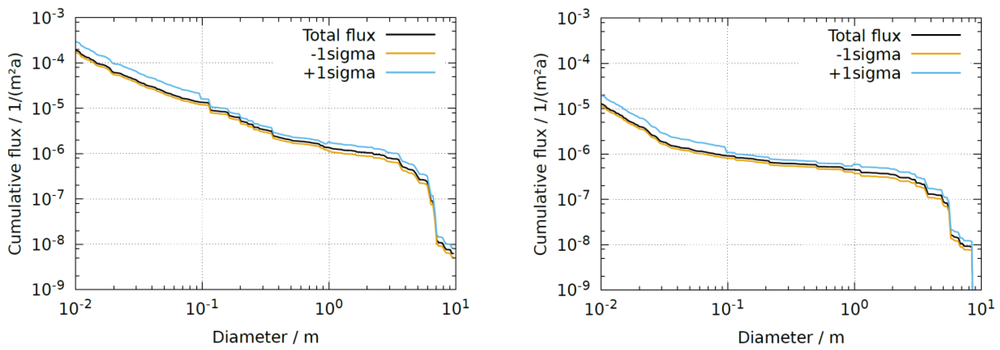 10⁻³
10⁻⁴
10⁻⁵
10⁻⁶
10⁻⁷
10⁻⁸
10⁻⁹
Cumulative flux / 1/(m²a)
Total flux
-1sigma
+1sigma
10⁻² 10⁻¹ 10⁰ 10¹
Diameter / m
10⁻³
10⁻⁴
10⁻⁵
10⁻⁶
10⁻⁷
10⁻⁸
10⁻⁹
Cumulative flux / 1/(m²a)
Total flux
-1sigma
+1sigma
10⁻² 10⁻¹ 10⁰ 10¹
Diameter / m